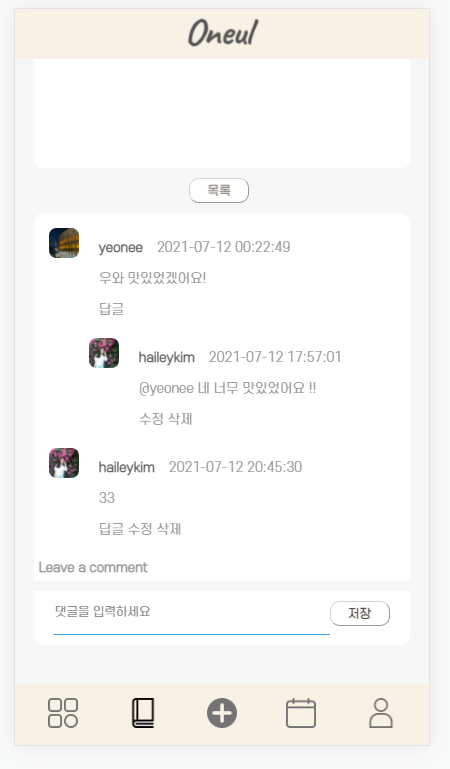 Oneul
목록
yeonee 2021-07-12 00:22:49
우와 맛있었겠어요!
답글
haileykim 2021-07-12 17:57:01
@yeonee 네 너무 맛있었어요 !!
수정 삭제
haileykim 2021-07-12 20:45:30
33
답글 수정 삭제
Leave a comment
댓글을 입력하세요 저장